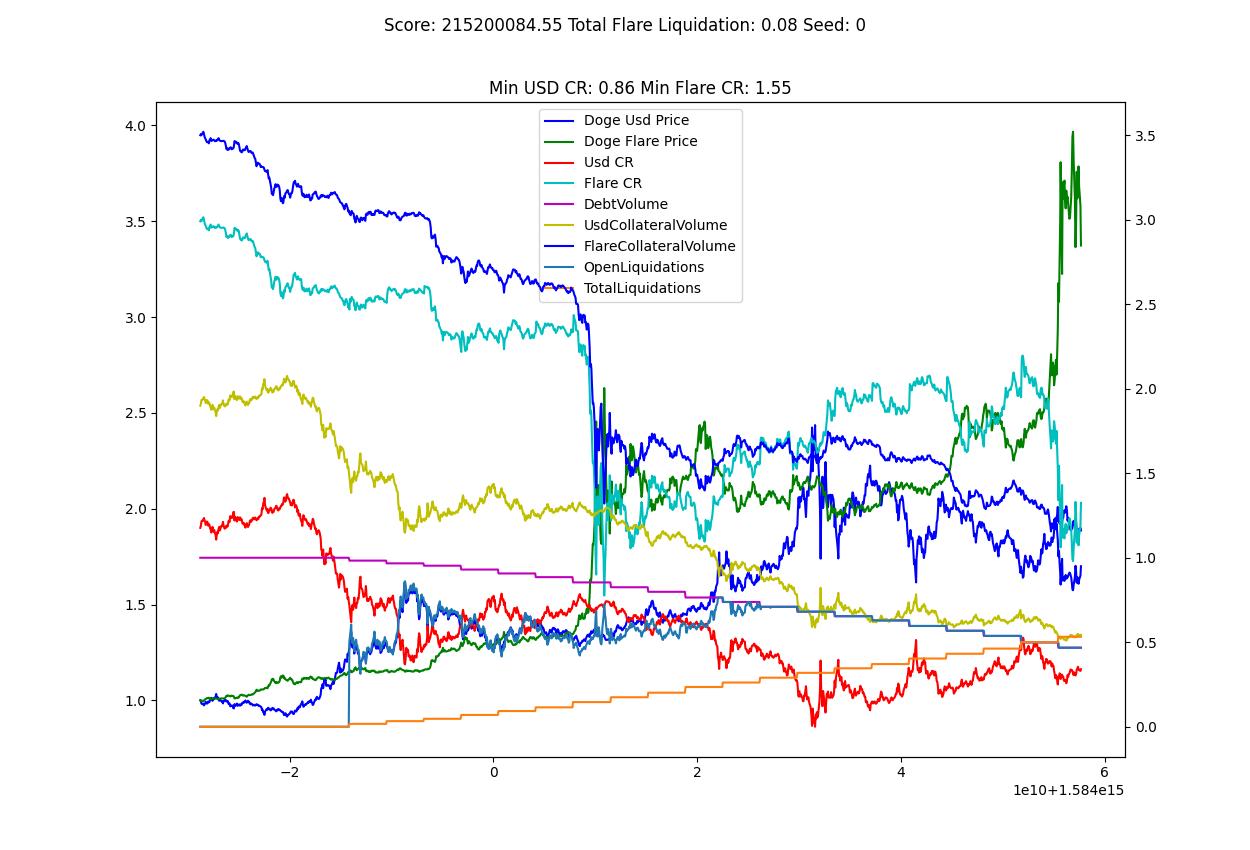 Score: 215200084.55 Total Flare Liquidation: 0.08 Seed: 0
Min USD CR: 0.86 Min Flare CR: 1.55
4.0
3.5
3.0
2.5
2.0
1.5
1.0
Doge Usd Price
Doge Flare Price
Usd CR
Flare CR
DebtVolume
UsdCollateralVolume
FlareCollateralVolume
OpenLiquidations
TotalLiquidations
3.5
3.0
2.5
2.0
1.5
1.0
0.5
0.0
−2 0 2 4 6
1e10+1.584e15